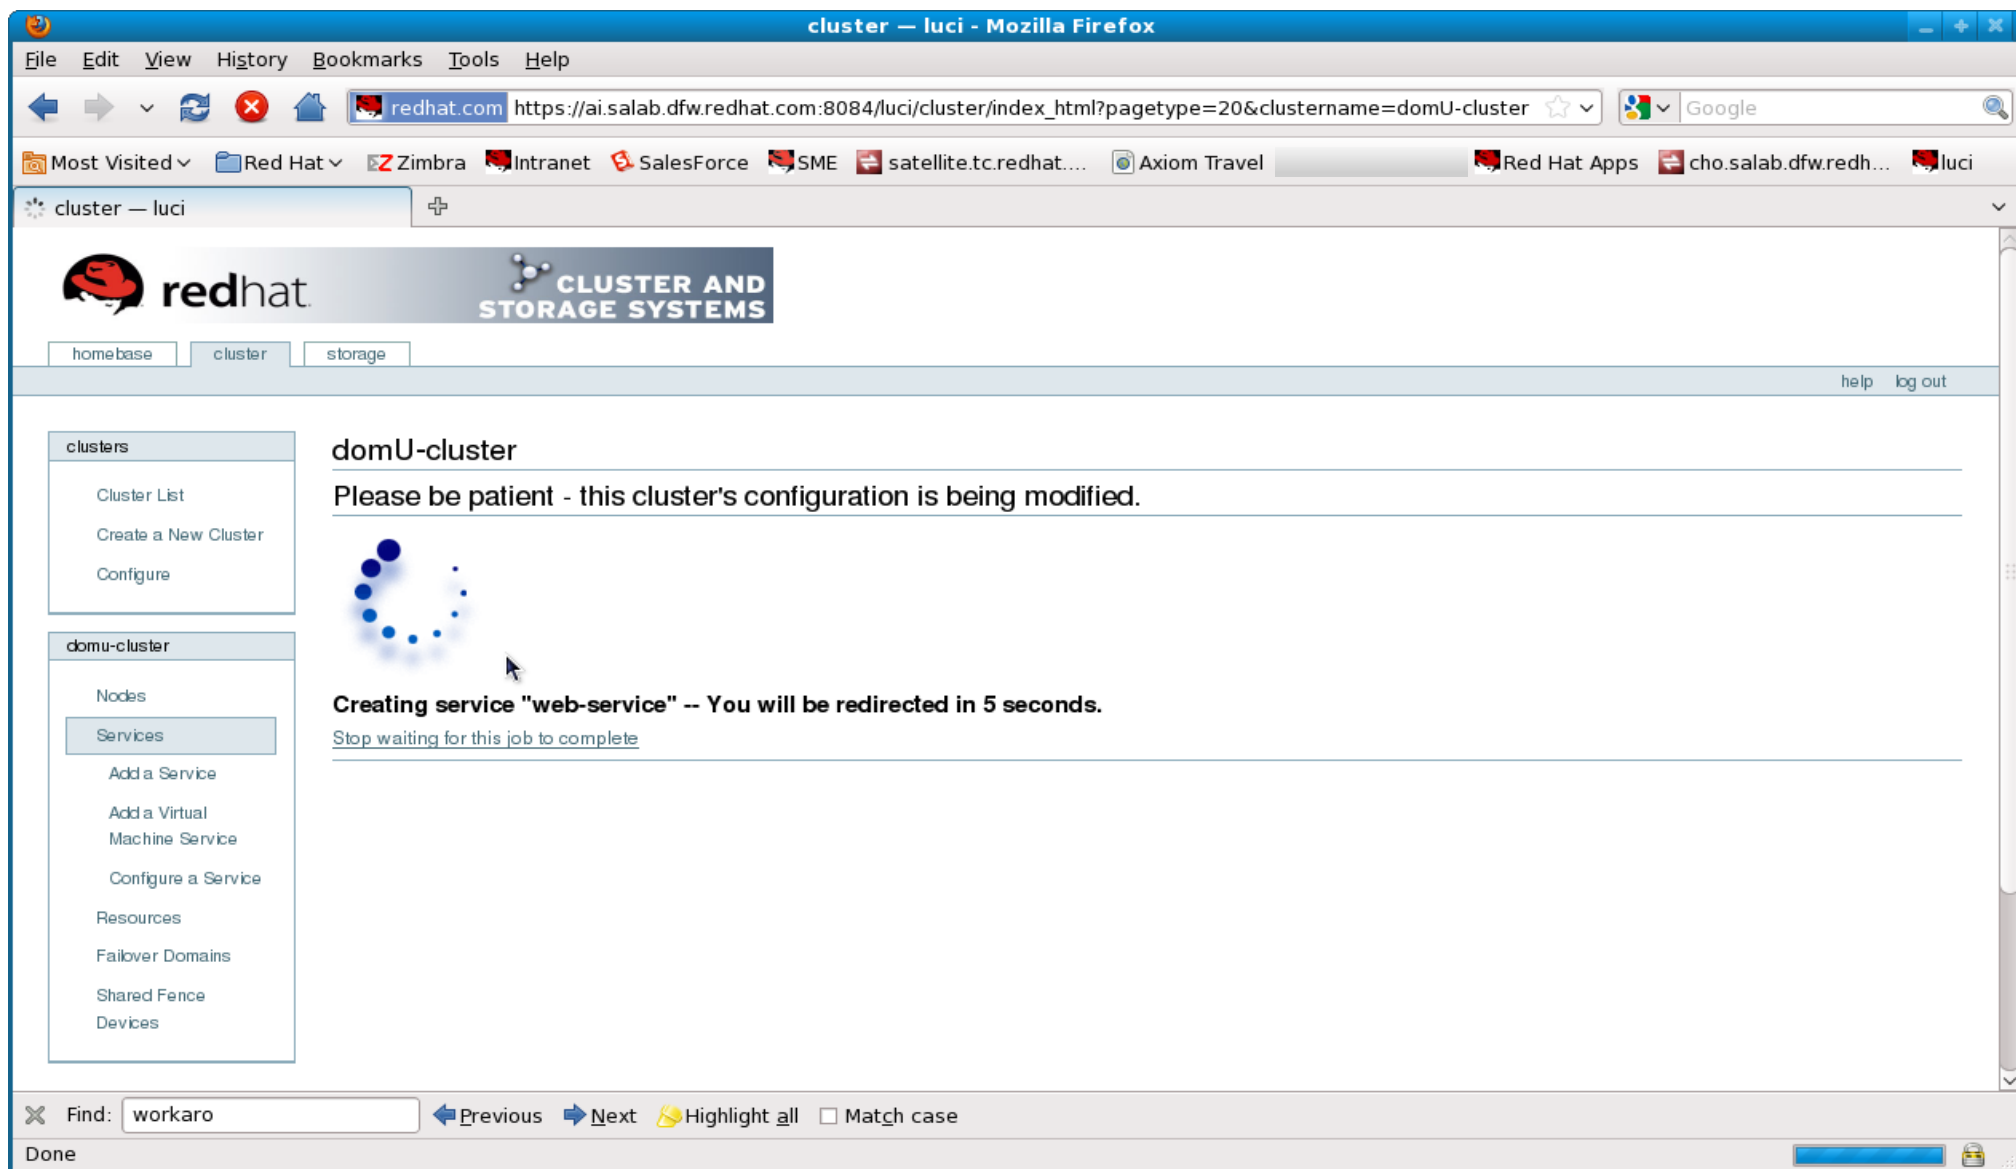 cluster — luci - Mozilla Firefox
File Edit View History Bookmarks Tools Help
redhat.com https://ai.salab.dfw.redhat.com:8084/luci/cluster/index_html?pagetype=20&clustername=domU-cluster Google
Most Visited Red Hat Zimbra Intranet SalesForce SME satellite.tc.redhat.... Axiom Travel Red Hat Apps cho.salab.dfw.redh... luci
cluster — luci
redhat.
CLUSTER AND
STORAGE SYSTEMS
homebase cluster storage
help log out
clusters
Cluster List
Create a New Cluster
Configure
domu-cluster
Nodes
Services
Add a Service
Add a Virtual
Machine Service
Configure a Service
Resources
Failover Domains
Shared Fence
Devices
domU-cluster
Please be patient - this cluster's configuration is being modified.
Creating service "web-service" -- You will be redirected in 5 seconds.
Stop waiting for this job to complete
Find: workaro Previous Next Highlight all Match case
Done